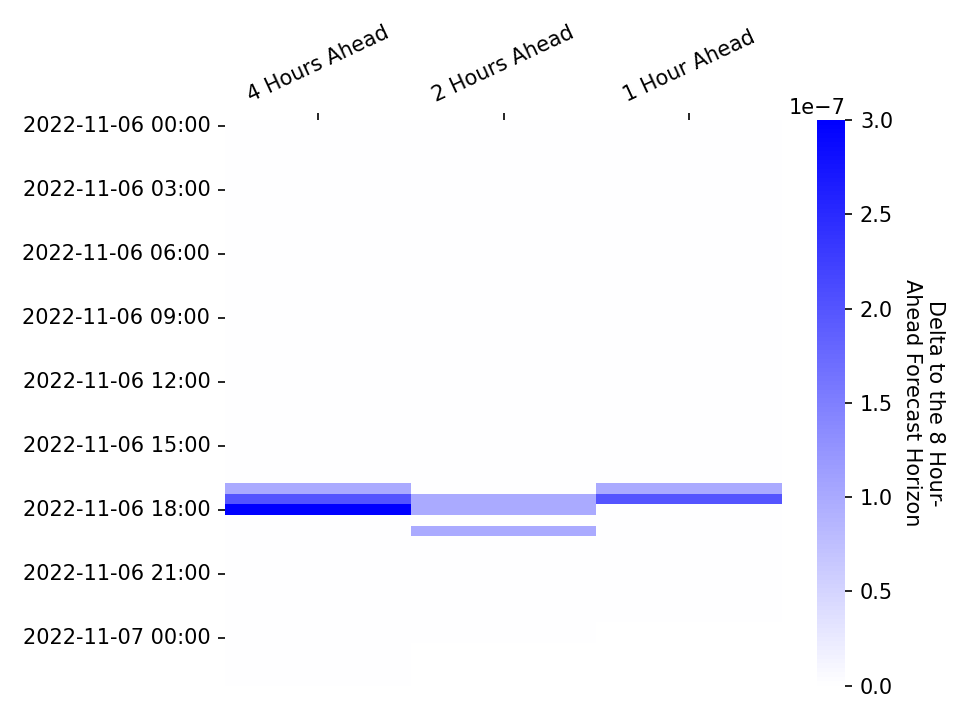 4 Hours Ahead
2 Hours Ahead
1 Hour Ahead
2022-11-06 00:00
2022-11-06 03:00
2022-11-06 06:00
2022-11-06 09:00
2022-11-06 12:00
2022-11-06 15:00
2022-11-06 18:00
2022-11-06 21:00
2022-11-07 00:00
1e−7
3.0
2.5
2.0
1.5
1.0
0.5
0.0
Delta to the 8 Hour-
Ahead Forecast Horizon